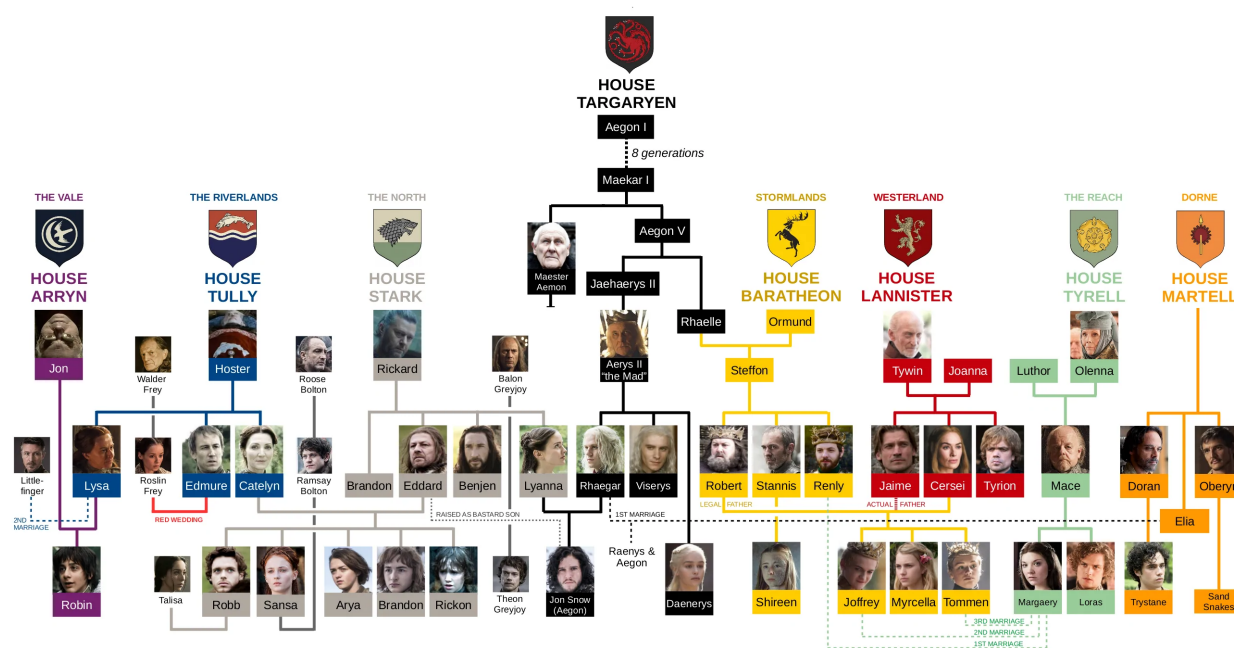 HOUSE
TARGARYEN
Aegon I
8 generations
Maekar I
THE VALE
THE RIVERLANDS
THE NORTH
STORMLANDS
WESTERLAND
THE REACH
DORNE
Aegon V
Maester
Aemon
HOUSE
ARRYN
HOUSE
TULLY
HOUSE
STARK
Jaehaerys II
HOUSE
BARATHEON
HOUSE
LANNISTER
HOUSE
TYRELL
HOUSE
MARTELL
Rhaelle
Ormund
Jon
Walder
Frey
Hoster
Roose
Bolton
Rickard
Balon
Greyjoy
Aerys II
"the Mad"
Steffon
Tywin
Joanna
Luthor
Olenna
Little-
finger
Lysa
Roslin
Frey
Edmure
Catelyn
Ramsay
Bolton
Brandon
Eddard
Benjen
Lyanna
Rhaegar
Viserys
Robert
Stannis
Renly
Jaime
Cersei
Tyrion
Mace
Doran
Oberyn
LEGAL FATHER
ACTUAL FATHER
2ND
MARRIAGE
RED WEDDING
RAISED AS BASTARD SON
1ST MARRIAGE
Elia
Raenys &
Aegon
Robin
Talisa
Robb
Sansa
Arya
Brandon
Rickon
Theon
Greyjoy
Jon Snow
(Aegon)
Daenerys
Shireen
Joffrey
Myrcella
Tommen
Margaery
Loras
Trystane
Sand
Snakes
3RD MARRIAGE
2ND MARRIAGE
1ST MARRIAGE